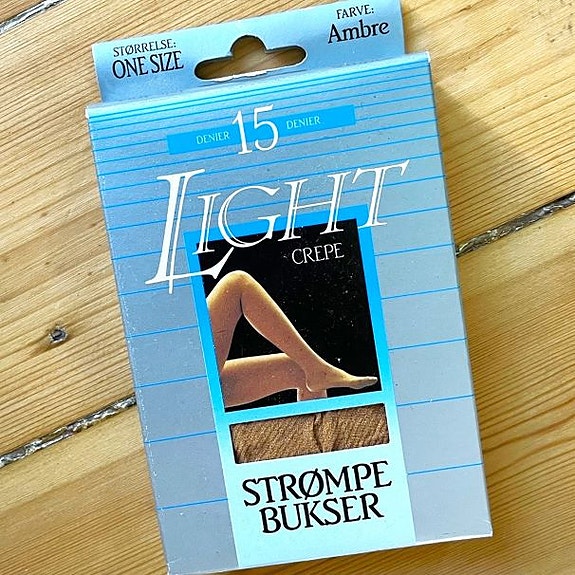 STØRRELSE:
ONE SIZE
FARVE:
Ambre
DENIER 15 DENIER
LIGHT
CREPE
STRØMPE
BUKSER